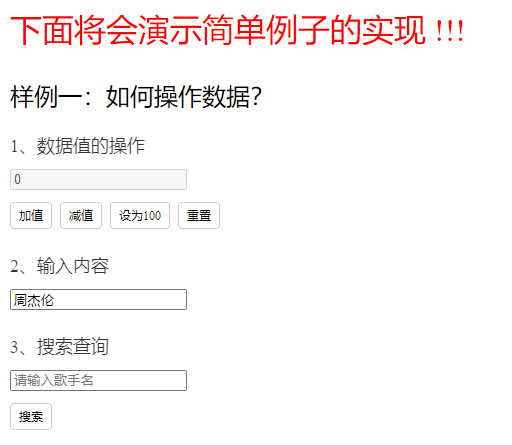 下面将会演示简单例子的实现 !!!
样例一：如何操作数据？
1、数据值的操作
0
加值 减值 设为100 重置
2、输入内容
周杰伦
3、搜索查询
请输入歌手名
搜索